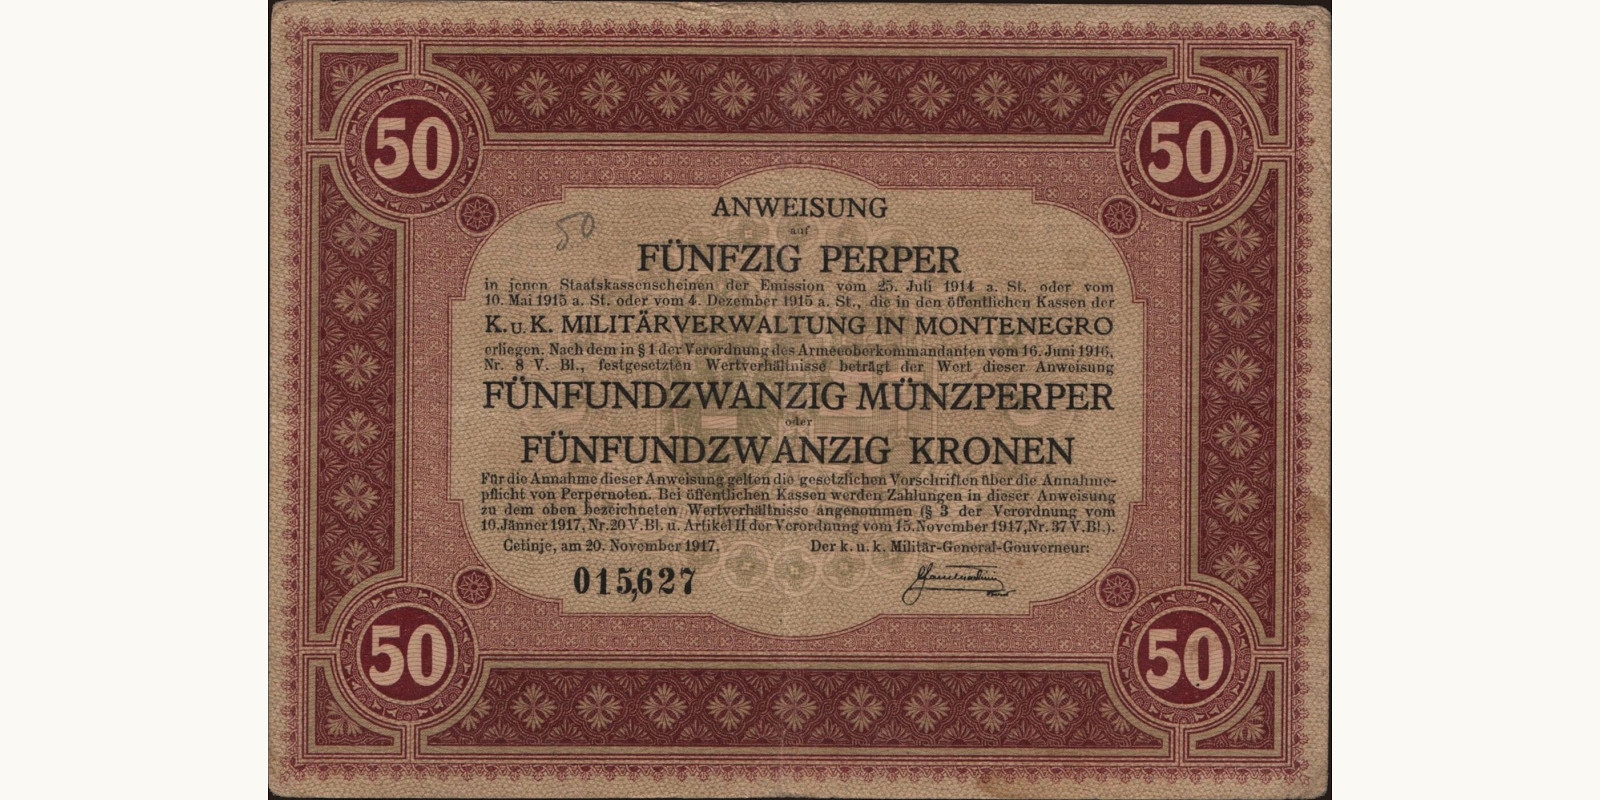 50 50
50
ANWEISUNG
auf
FÜNFZIG PERPER
in jenen Staatskassenscheinen der Emission vom 25. Juli 1914 a. St. oder vom
10. Mai 1915 a. St. oder vom 4. Dezember 1915 a. St., die in den öffentlichen Kassen der
K. u. K. MILITÄRVERWALTUNG IN MONTENEGRO
erliegen. Nach dem in § 1 der Verordnung des Armeeoberkommandanten vom 16. Juni 1916,
Nr. 8 V. Bl., festgesetzten Wertverhältnisse beträgt der Wert dieser Anweisung
FÜNFUNDZWANZIG MÜNZPERPER
oder
FÜNFUNDZWANZIG KRONEN
Für die Annahme dieser Anweisung gelten die gesetzlichen Vorschriften über die Annahme-
pflicht von Perpernoten. Bei öffentlichen Kassen werden Zahlungen in dieser Anweisung
zu dem oben bezeichneten Wertverhältnisse angenommen (§ 3 der Verordnung vom
10. Jänner 1917, Nr. 20 V. Bl. u. Artikel II der Verordnung vom 15. November 1917, Nr. 37 V. Bl.).
Cetinje, am 20. November 1917. Der k. u. k. Militär-General-Gouverneur:
015,627
50 50